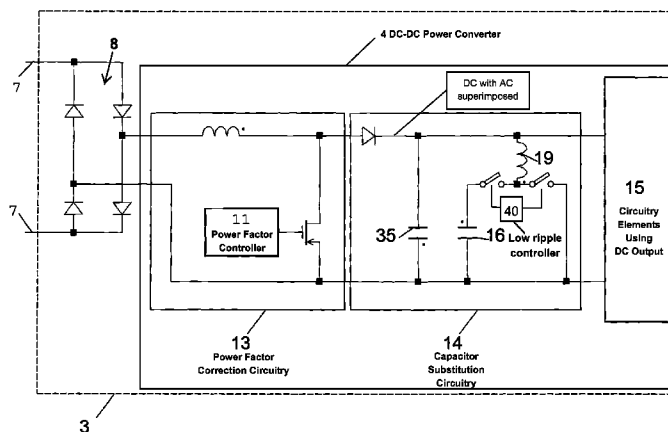 4 DC-DC Power Converter
8
7
DC with AC
superimposed
19
15
Circuitry
Elements
Using
DC Output
11
Power Factor
Controller
35
16
40
Low ripple
controller
7
13
Power Factor
Correction Circuitry
14
Capacitor
Substitution
Circuitry
3